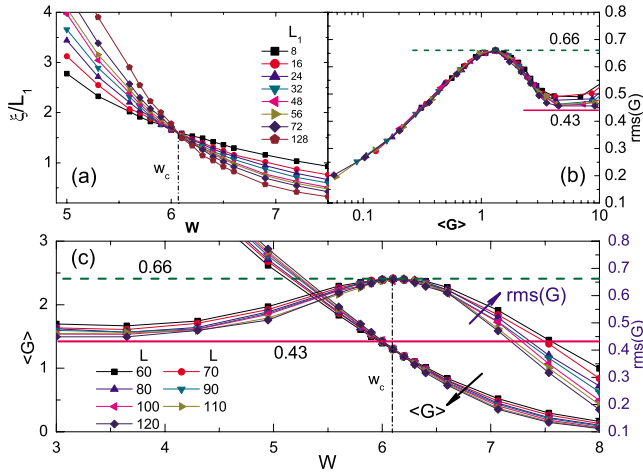 (a)
ξ/L₁
4
3
2
1
5 6 7
W
W_c
L₁
8
16
24
32
48
56
72
128
(b)
0.66
0.43
0.8
0.7
0.6
0.5
0.4
0.3
0.2
0.1
rms(G)
0.1 1 10
<G>
(c)
0.66
0.43
<G>
3
2
1
0
3 4 5 6 7 8
W
W_c
L L
60 70
80 90
100 110
120
rms(G)
<G>
0.8
0.7
0.6
0.5
0.4
0.3
0.2
0.1
rms(G)